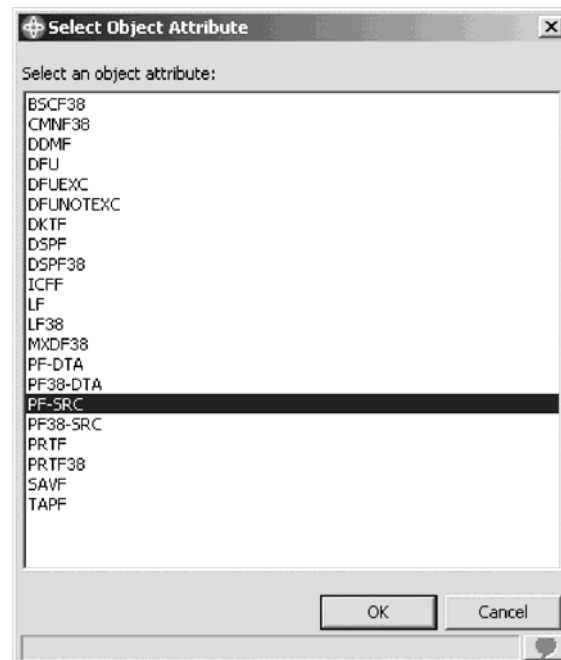 Select Object Attribute
Select an object attribute:
BSCF38
CMNF38
DDMF
DFU
DFUEXC
DFUNOTEXC
DKTF
DSPF
DSPF38
ICFF
LF
LF38
MXDF38
PF-DTA
PF38-DTA
PF-SRC
PF38-SRC
PRTF
PRTF38
SAVF
TAPF
OK Cancel